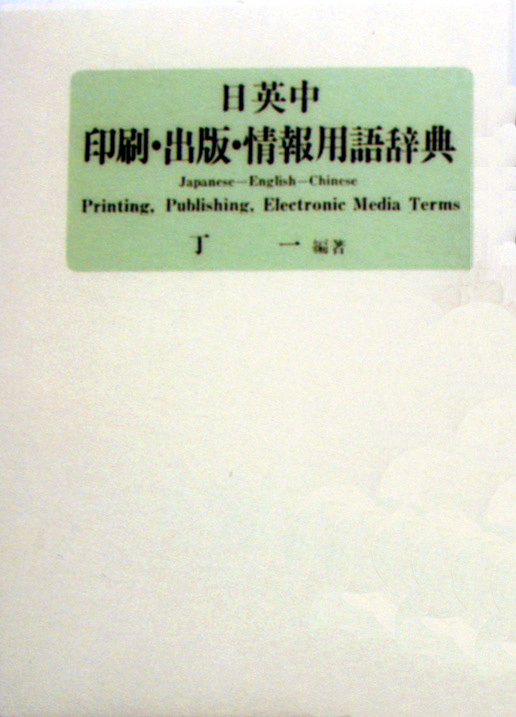 日英中
印刷・出版・情報用語辞典
Japanese—English—Chinese
Printing, Publishing, Electronic Media Terms
丁　一 編著